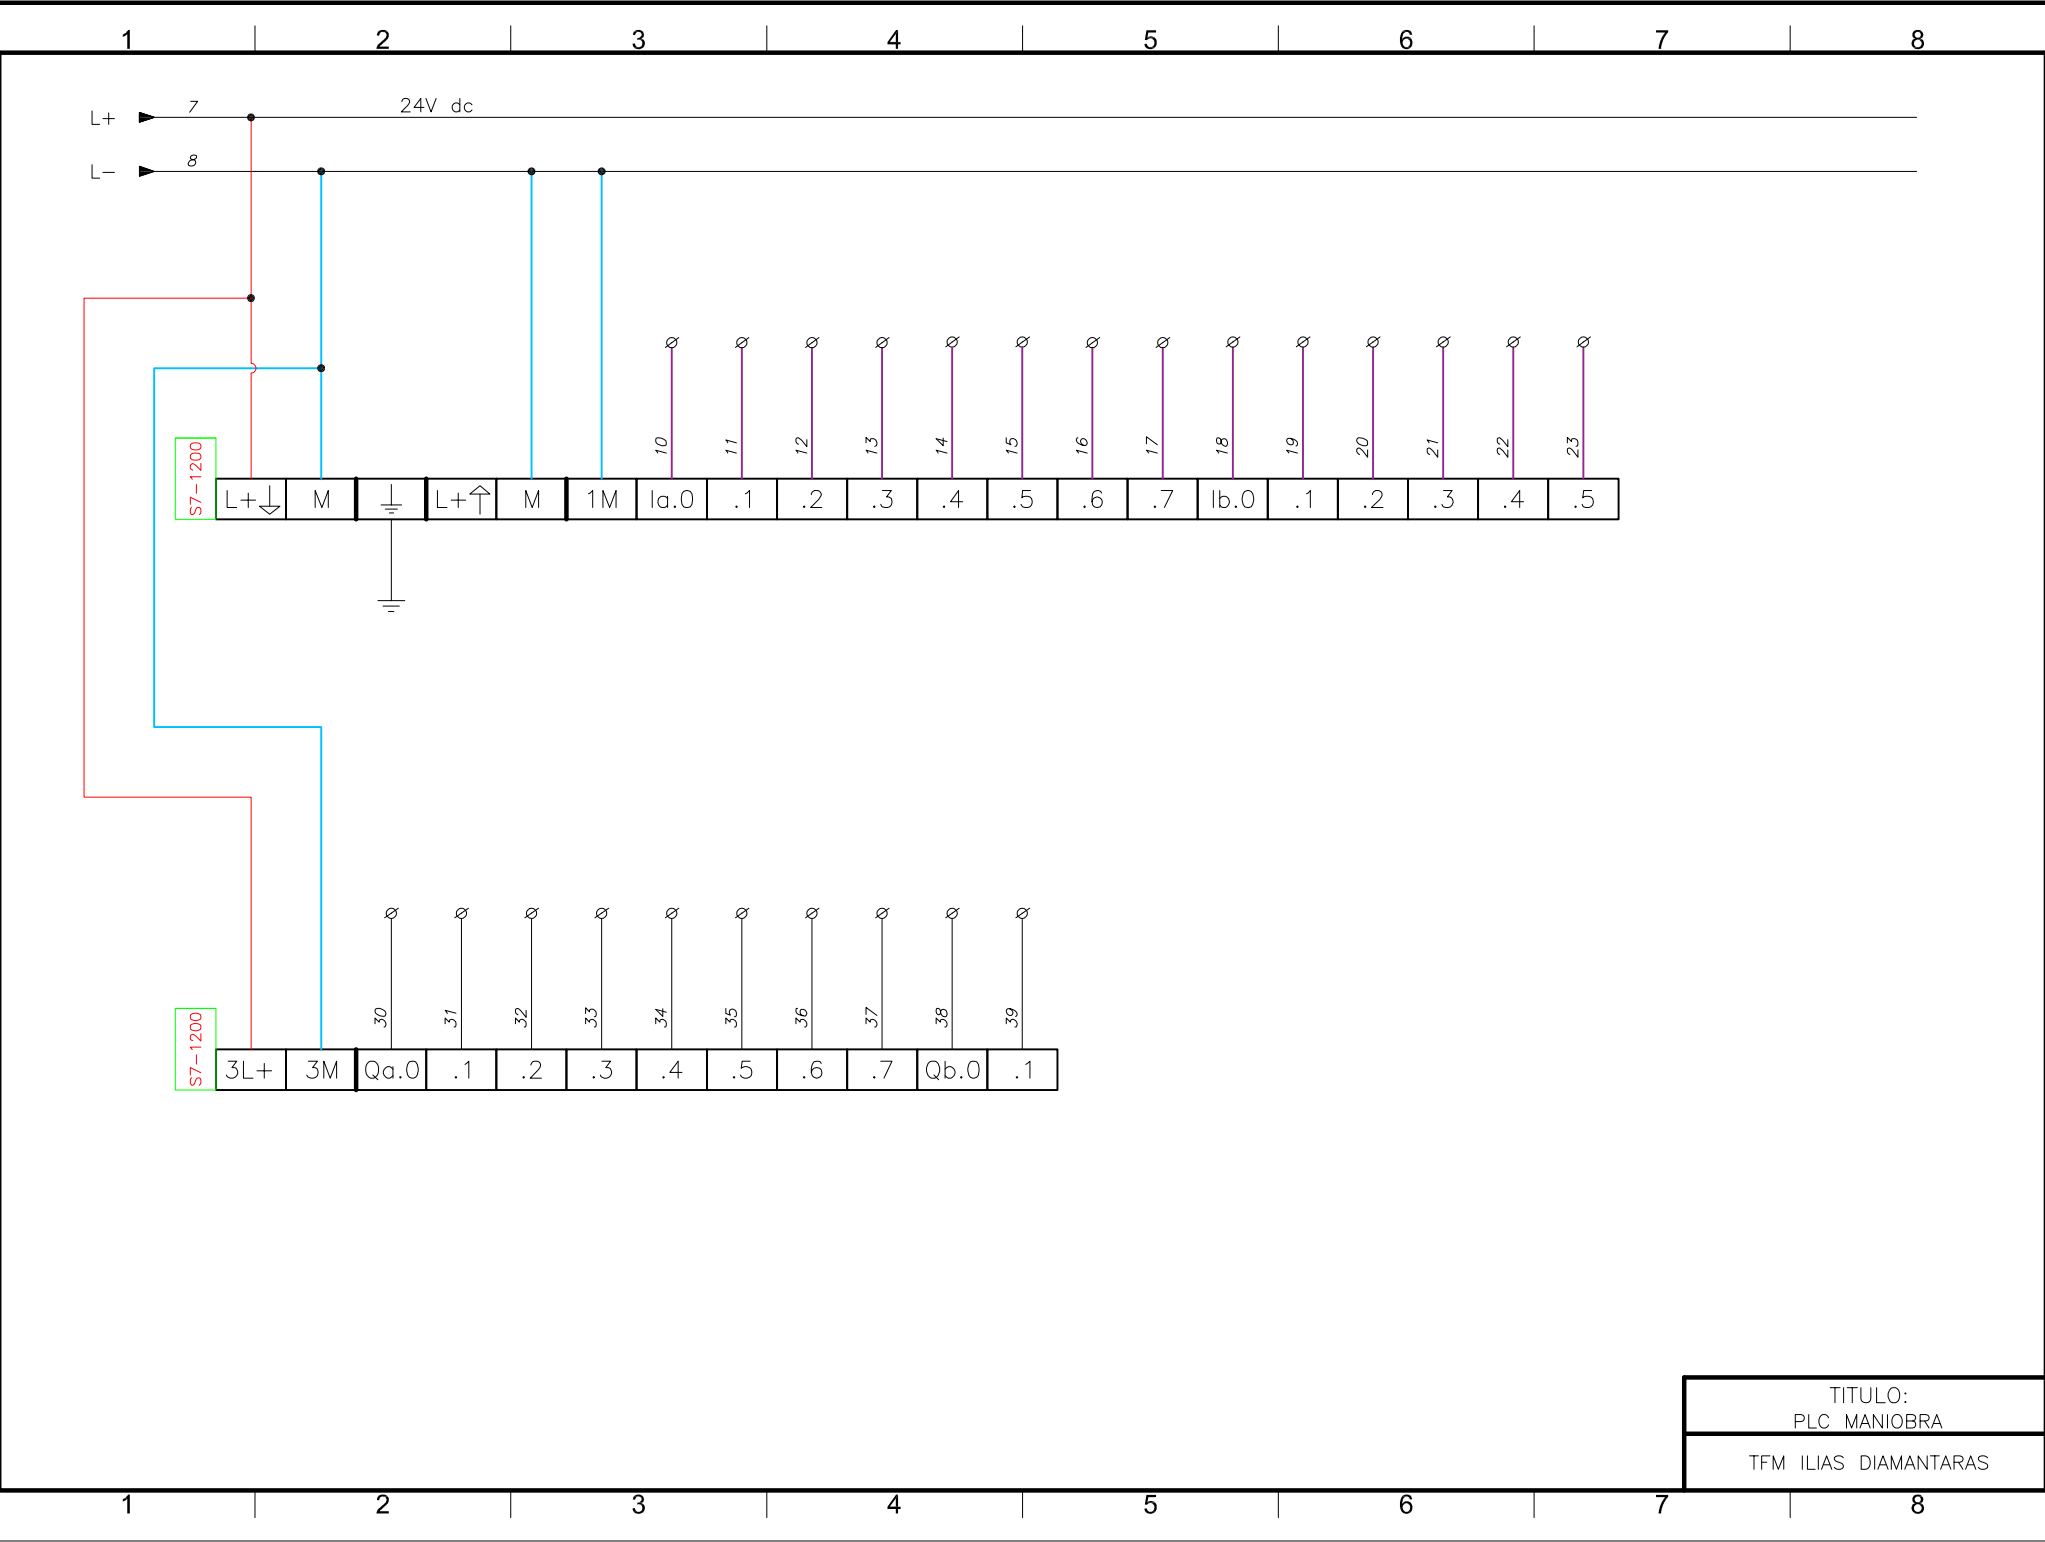 1 2 3 4 5 6 7 8
7 24V dc
L+
8
L-
10 11 12 13 14 15 16 17 18 19 20 21 22 23
S7-1200
L+ M L+ M 1M Ia.0 .1 .2 .3 .4 .5 .6 .7 Ib.0 .1 .2 .3 .4 .5
30 31 32 33 34 35 36 37 38 39
S7-1200
3L+ 3M Qa.0 .1 .2 .3 .4 .5 .6 .7 Qb.0 .1
TITULO:
PLC MANIOBRA
TFM ILIAS DIAMANTARAS
1 2 3 4 5 6 7 8